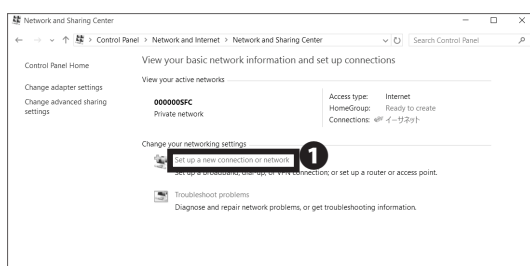 Network and Sharing Center
Control Panel > Network and Internet > Network and Sharing Center
Search Control Panel
Control Panel Home
Change adapter settings
Change advanced sharing settings
View your basic network information and set up connections
View your active networks
000000SFC
Private network
Access type: Internet
HomeGroup: Ready to create
Connections: イーサネット
Change your networking settings
Set up a new connection or network
1
Set up a broadband, dial-up, or VPN connection; or set up a router or access point.
Troubleshoot problems
Diagnose and repair network problems, or get troubleshooting information.